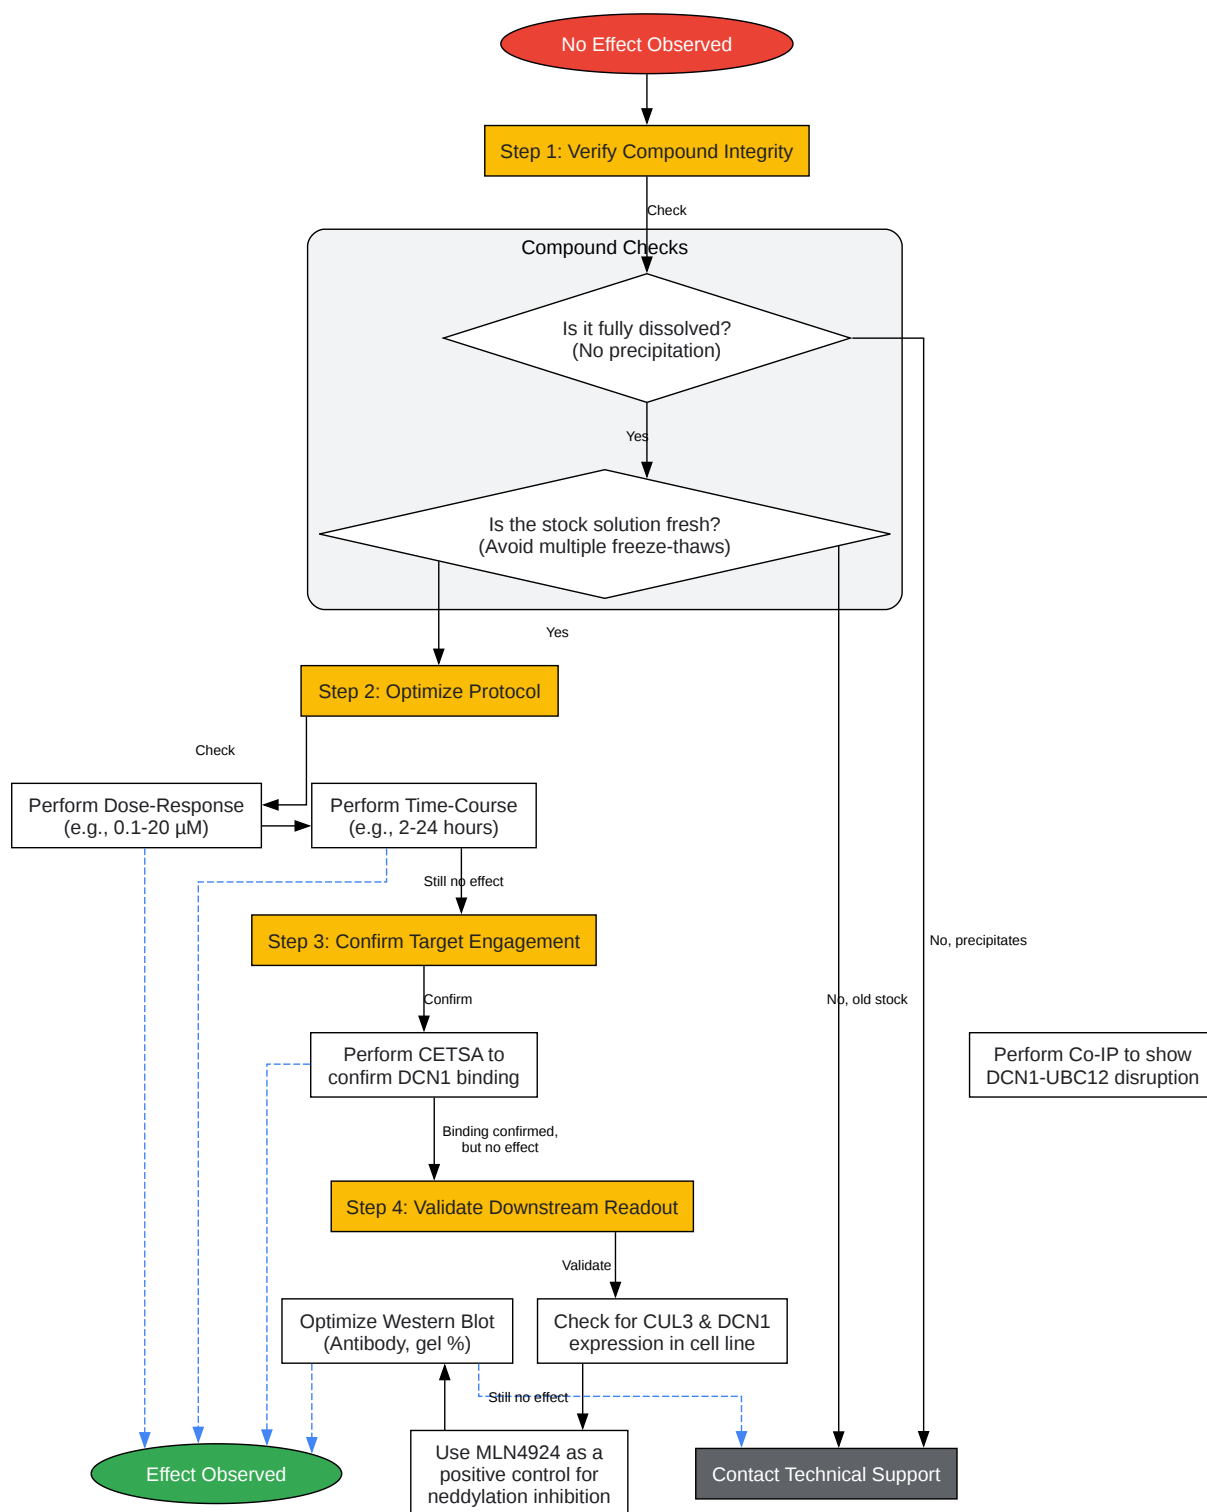 No Effect Observed
Step 1: Verify Compound Integrity
Check
Compound Checks
Is it fully dissolved?
(No precipitation)
Yes
Is the stock solution fresh?
(Avoid multiple freeze-thaws)
Yes
Step 2: Optimize Protocol
Check
Perform Dose-Response
(e.g., 0.1-20 µM)
Perform Time-Course
(e.g., 2-24 hours)
Still no effect
Step 3: Confirm Target Engagement
No, precipitates
Confirm
No, old stock
Perform CETSA to
confirm DCN1 binding
Perform Co-IP to show
DCN1-UBC12 disruption
Binding confirmed,
but no effect
Step 4: Validate Downstream Readout
Validate
Optimize Western Blot
(Antibody, gel %)
Check for CUL3 & DCN1
expression in cell line
Still no effect
Effect Observed
Use MLN4924 as a
positive control for
neddylation inhibition
Contact Technical Support